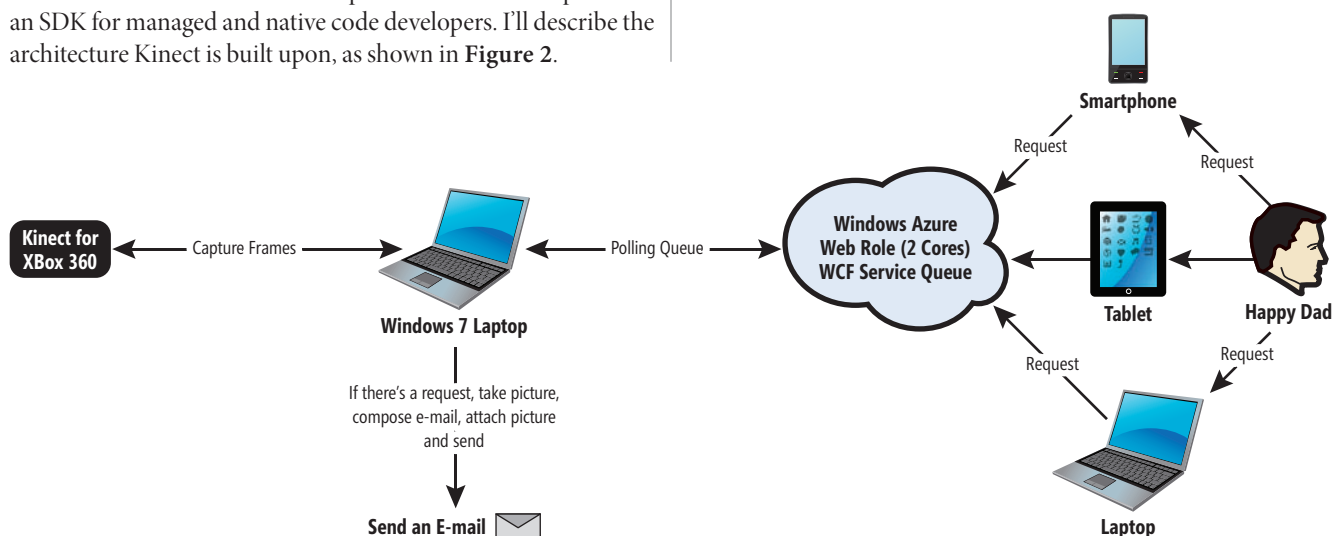 an SDK for managed and native code developers. I'll describe the
architecture Kinect is built upon, as shown in Figure 2.
Smartphone
Request
Request
Kinect for
XBox 360
Capture Frames
Windows 7 Laptop
Polling Queue
Windows Azure
Web Role (2 Cores)
WCF Service Queue
Tablet
Happy Dad
Request
Request
Laptop
If there's a request, take picture,
compose e-mail, attach picture
and send
Send an E-mail